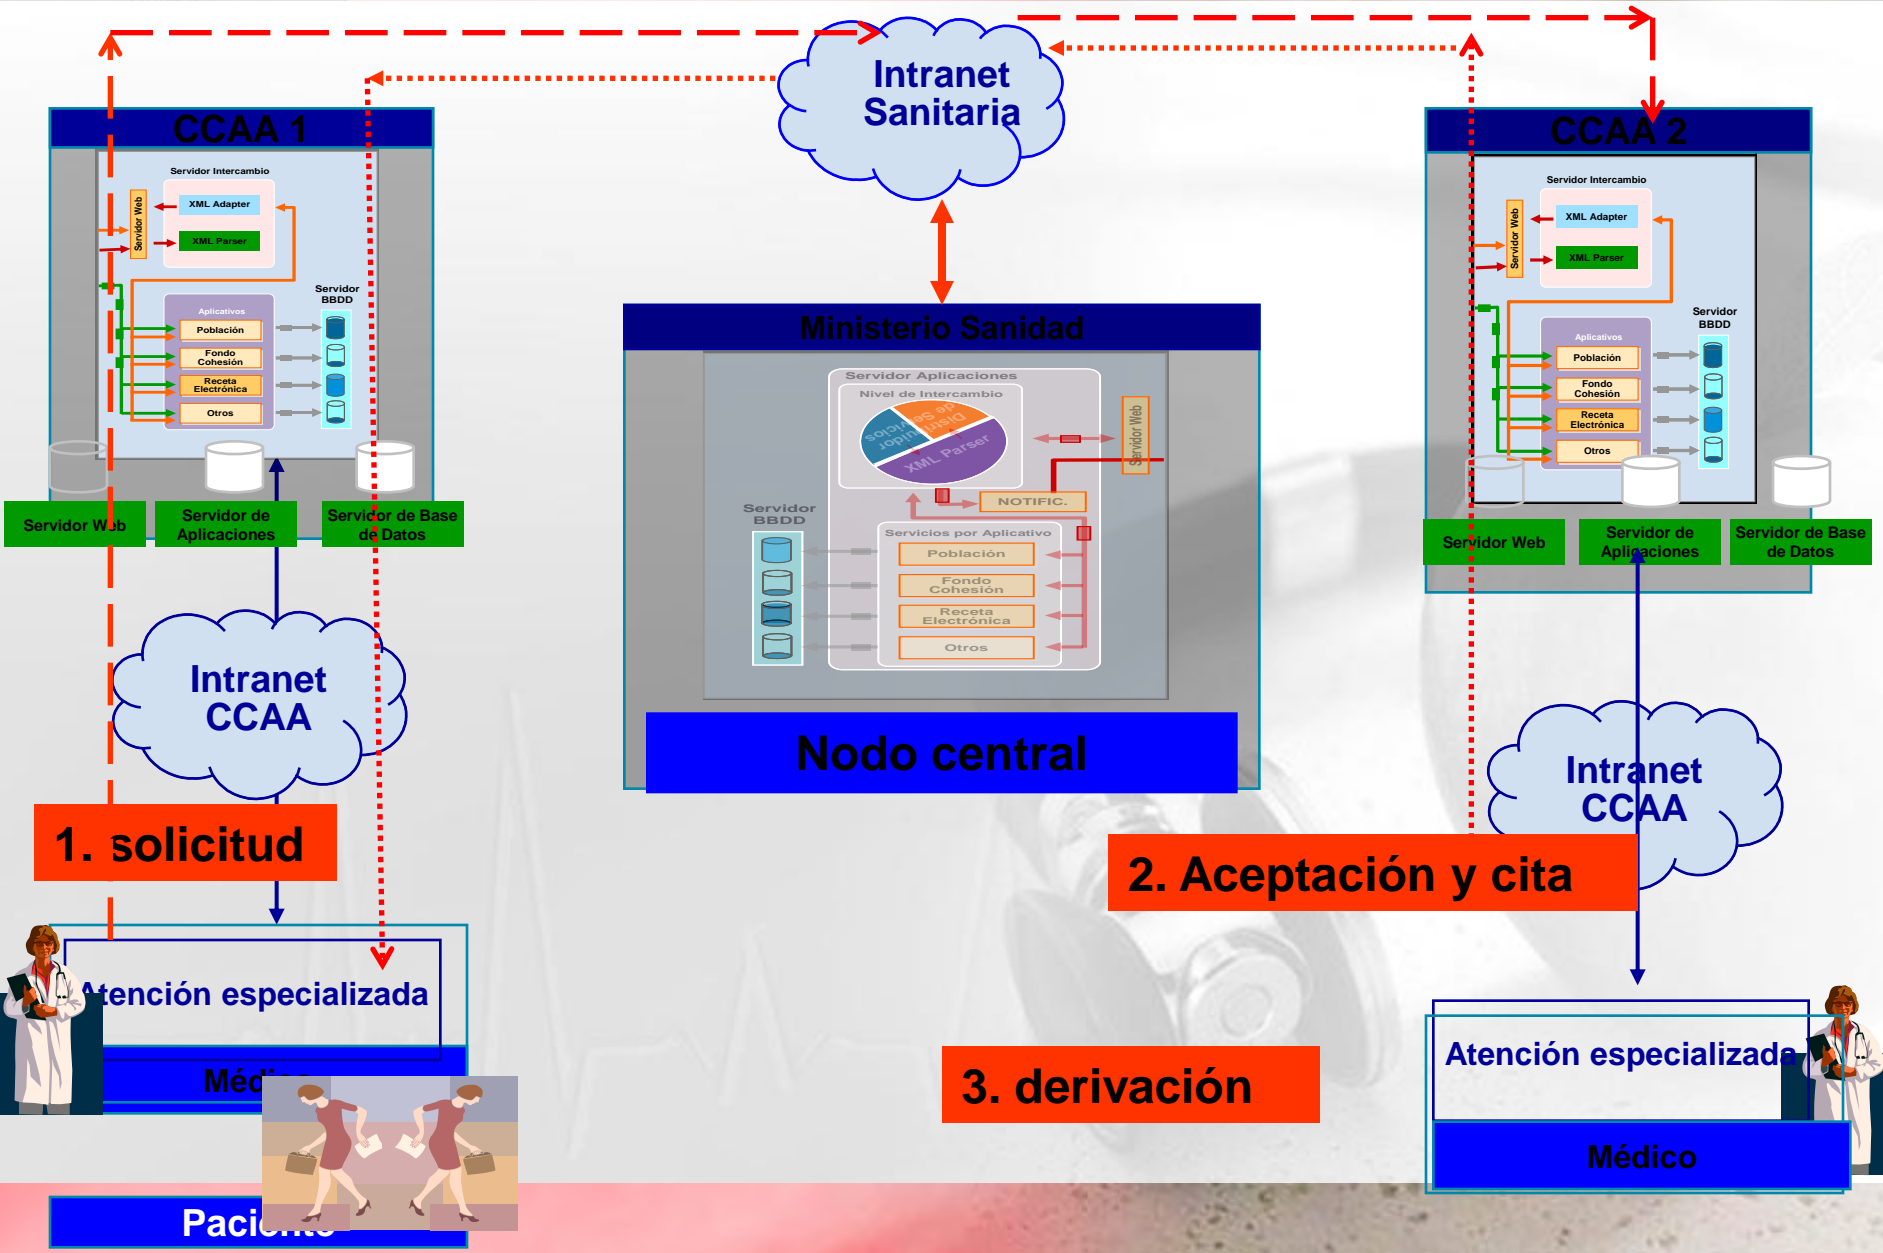 Intranet
Sanitaria
CCAA 1
Servidor Intercambio
Servidor Web
XML Adapter
XML Parser
Servidor
BBDD
Aplicativos
Población
Fondo
Cohesión
Receta
Electrónica
Otros
Servidor Web
Servidor de
Aplicaciones
Servidor de Base
de Datos
Intranet
CCAA
1. solicitud
Atención especializada
Médico
Paciente
Ministerio Sanidad
Servidor Aplicaciones
Nivel de Intercambio
Distribuidor
de Servicios
XML Parser
Servidor Web
NOTIFIC.
Servidor
BBDD
Servicios por Aplicativo
Población
Fondo
Cohesión
Receta
Electrónica
Otros
Nodo central
CCAA 2
Servidor Intercambio
Servidor Web
XML Adapter
XML Parser
Servidor
BBDD
Aplicativos
Población
Fondo
Cohesión
Receta
Electrónica
Otros
Servidor Web
Servidor de
Aplicaciones
Servidor de Base
de Datos
Intranet
CCAA
2. Aceptación y cita
3. derivación
Atención especializada
Médico